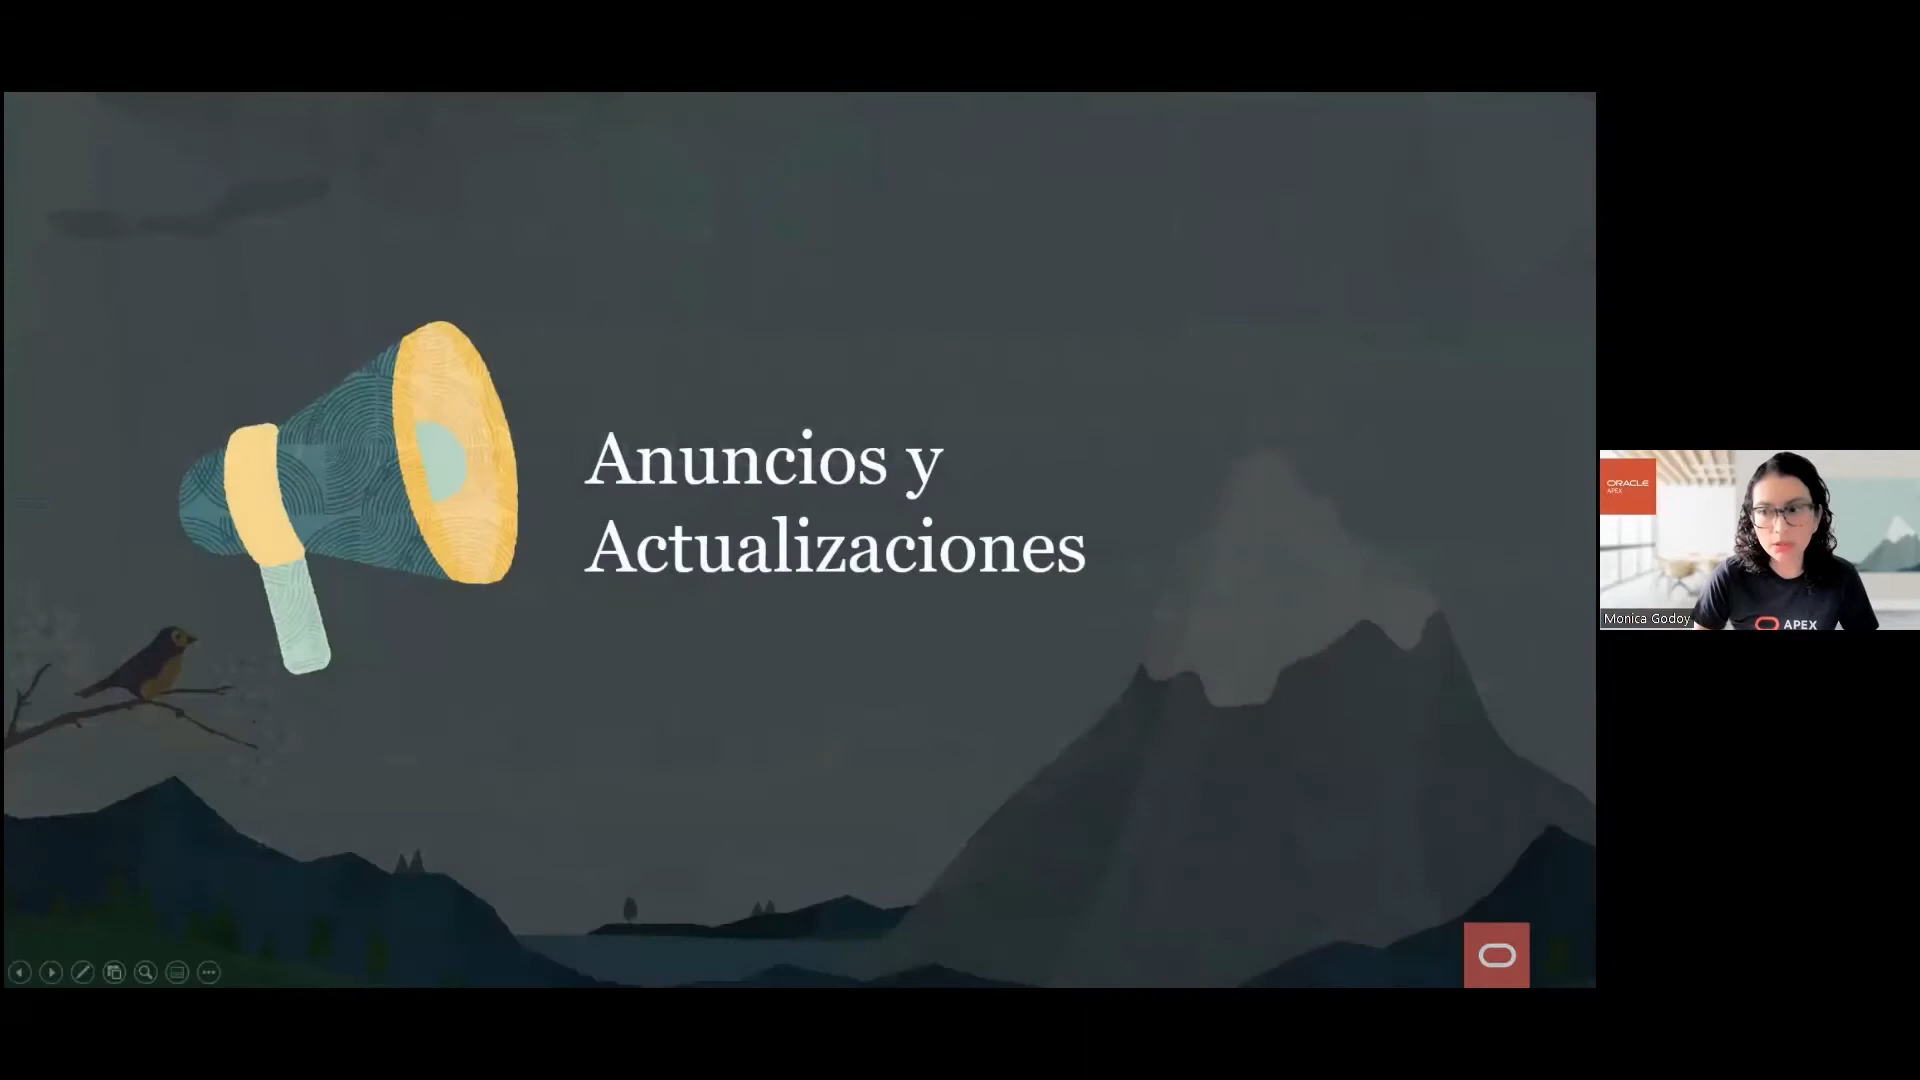 Anuncios y
Actualizaciones
ORACLE
APEX
APEX
Monica Godoy